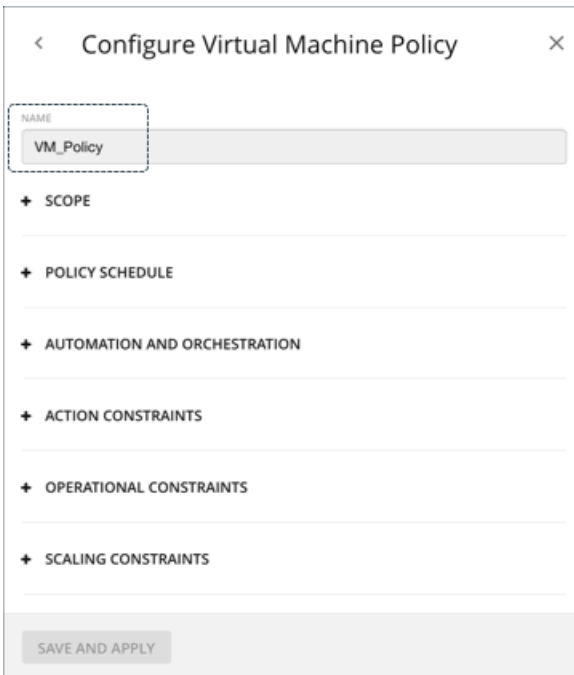 Configure Virtual Machine Policy
NAME
VM_Policy
SCOPE
POLICY SCHEDULE
AUTOMATION AND ORCHESTRATION
ACTION CONSTRAINTS
OPERATIONAL CONSTRAINTS
SCALING CONSTRAINTS
SAVE AND APPLY